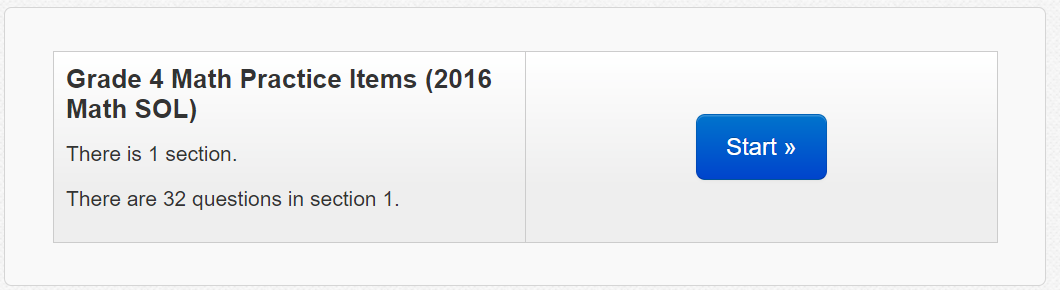 Grade 4 Math Practice Items (2016
Math SOL)
There is 1 section.
There are 32 questions in section 1.
Start »